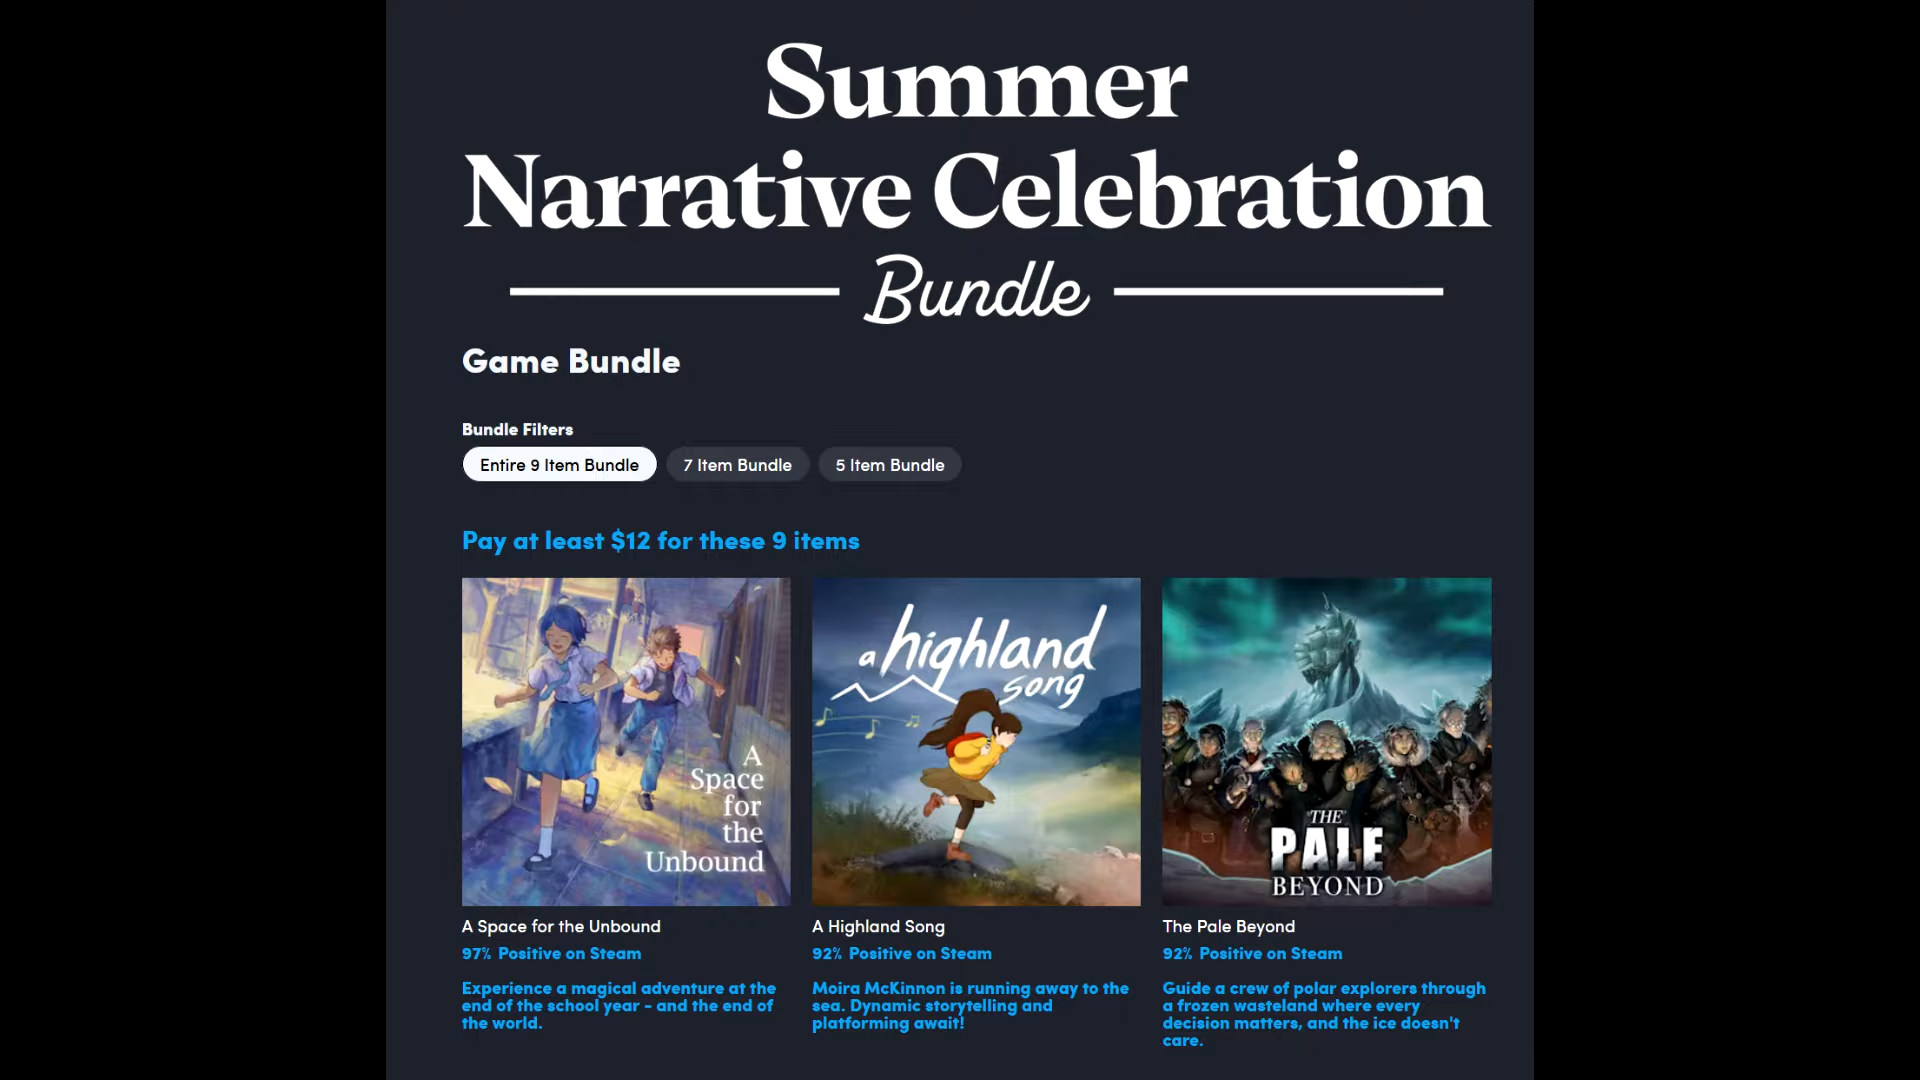 Summer
Narrative Celebration
Bundle
Game Bundle
Bundle Filters
Entire 9 Item Bundle 7 Item Bundle 5 Item Bundle
Pay at least $12 for these 9 items
A
Space
for
the
Unbound
a highland
song
THE
PALE
BEYOND
A Space for the Unbound
97% Positive on Steam
Experience a magical adventure at the
end of the school year - and the end of
the world.
A Highland Song
92% Positive on Steam
Moira McKinnon is running away to the
sea. Dynamic storytelling and
platforming await!
The Pale Beyond
92% Positive on Steam
Guide a crew of polar explorers through
a frozen wasteland where every
decision matters, and the ice doesn't
care.